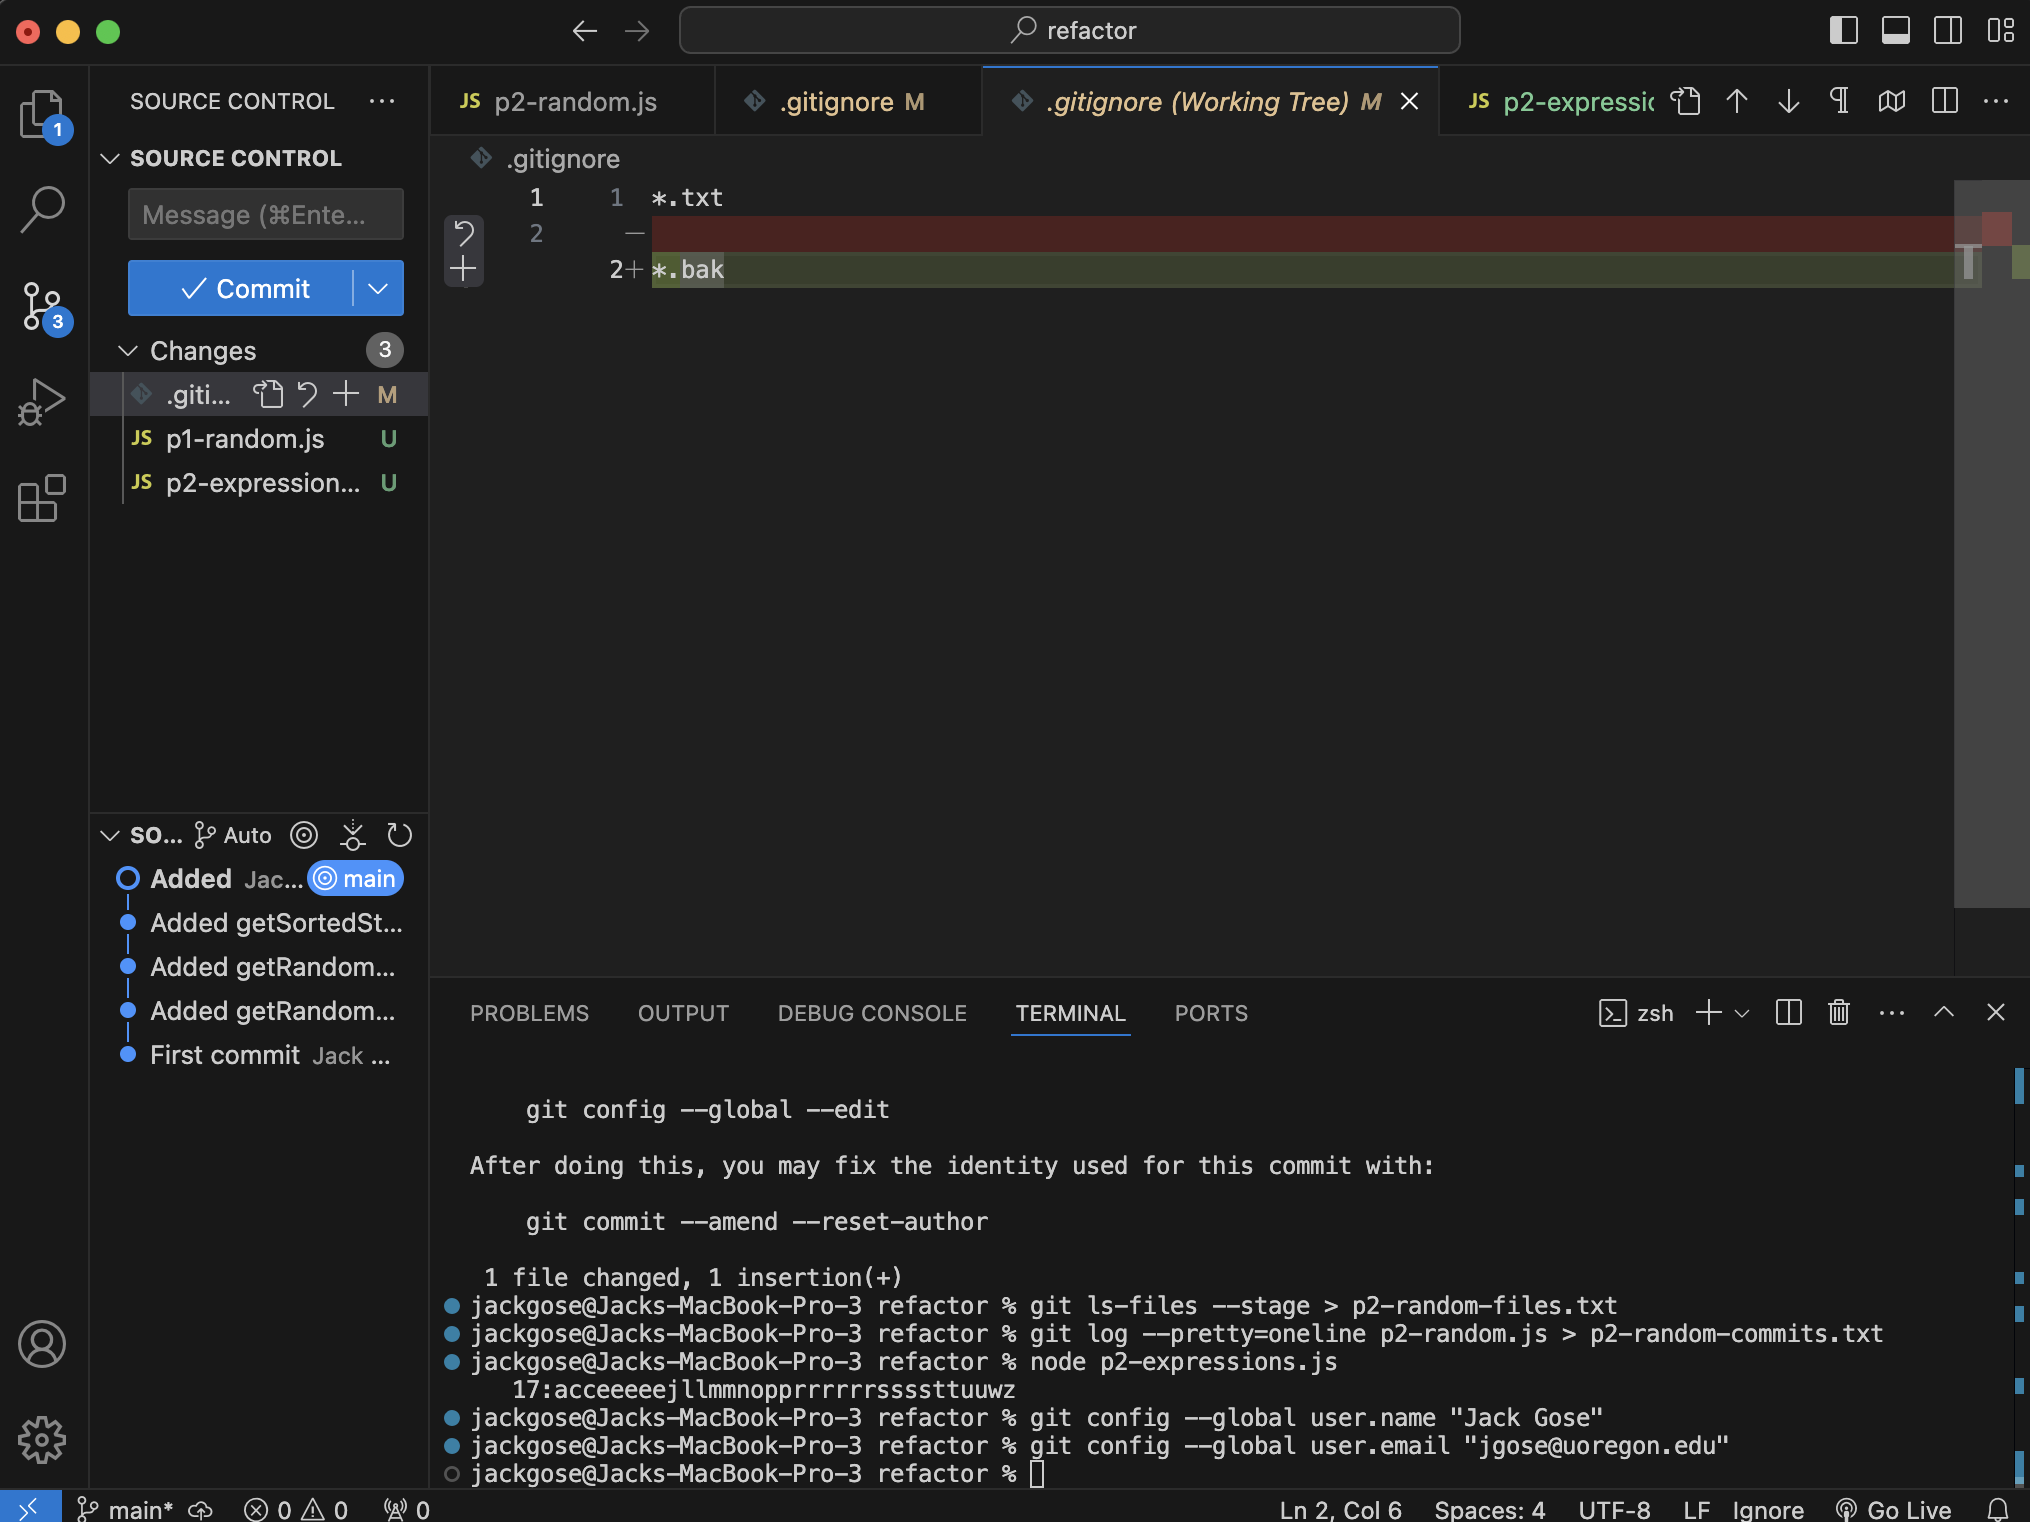 refactor
SOURCE CONTROL
SOURCE CONTROL
Message (⌘Ente...
Commit
Changes 3
.giti... M
JS p1-random.js U
JS p2-expression... U
1
3
SO... Auto
Added Jac... main
Added getSortedSt...
Added getRandom...
Added getRandom...
First commit Jack ...
JS p2-random.js
.gitignore M
.gitignore (Working Tree) M
JS p2-expressic
.gitignore
1 1 *.txt
2 —
2+ *.bak
PROBLEMS OUTPUT DEBUG CONSOLE TERMINAL PORTS
zsh
git config --global --edit
After doing this, you may fix the identity used for this commit with:
git commit --amend --reset-author
1 file changed, 1 insertion(+)
jackgose@Jacks-MacBook-Pro-3 refactor % git ls-files --stage > p2-random-files.txt
jackgose@Jacks-MacBook-Pro-3 refactor % git log --pretty=oneline p2-random.js > p2-random-commits.txt
jackgose@Jacks-MacBook-Pro-3 refactor % node p2-expressions.js
17:acceeeeejllmmnopprrrrrrssssttuuwz
jackgose@Jacks-MacBook-Pro-3 refactor % git config --global user.name "Jack Gose"
jackgose@Jacks-MacBook-Pro-3 refactor % git config --global user.email "jgose@uoregon.edu"
jackgose@Jacks-MacBook-Pro-3 refactor %
main* 0 0 0 Ln 2, Col 6 Spaces: 4 UTF-8 LF Ignore Go Live